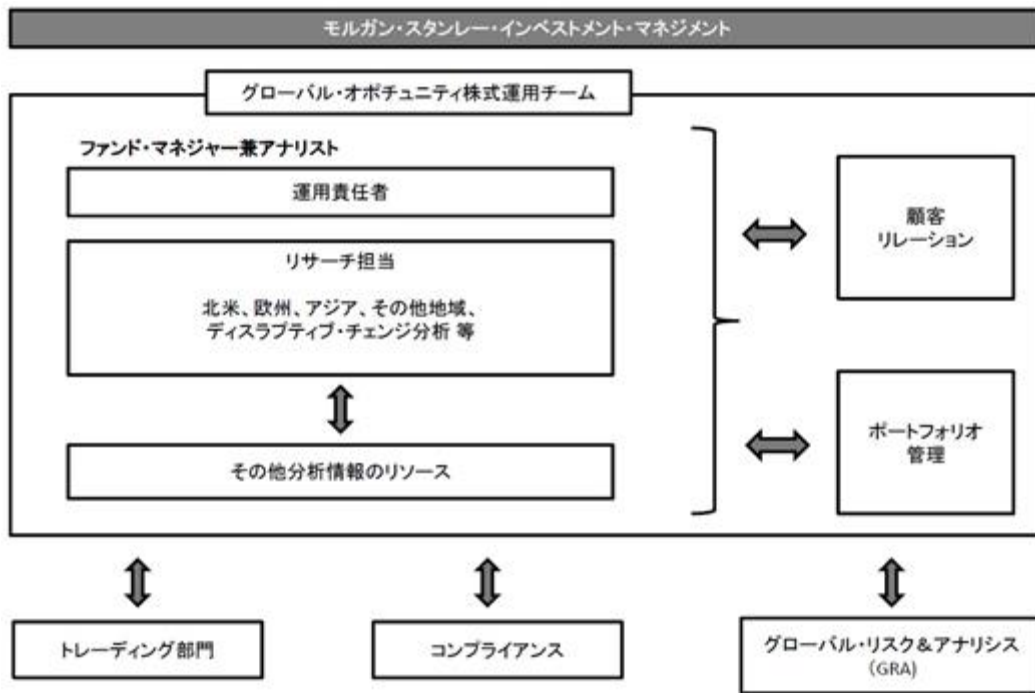 モルガン・スタンレー・インベストメント・マネジメント
グローバル・オポチュニティ株式運用チーム
ファンド・マネジャー兼アナリスト
運用責任者
リサーチ担当
北米、欧州、アジア、その他地域、
ディスラプティブ・チェンジ分析 等
その他分析情報のリソース
顧客
リレーション
ポートフォリオ
管理
トレーディング部門
コンプライアンス
グローバル・リスク＆アナリシス
（GRA)